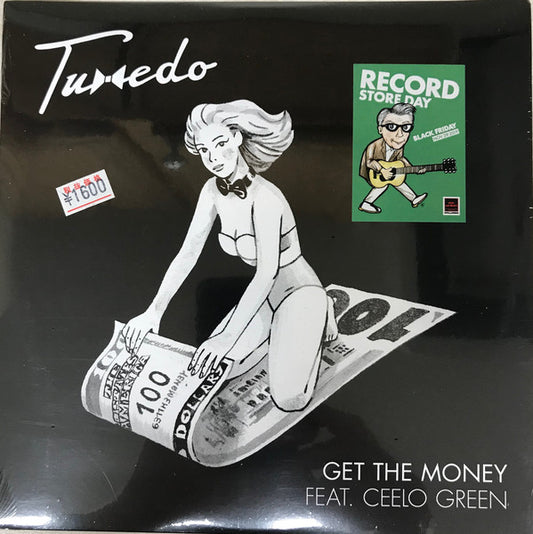 Tuxedo
RECORD
STORE DAY
BLACK FRIDAY
¥1600
100
DOLLARS
100
GET THE MONEY
FEAT. CEELO GREEN